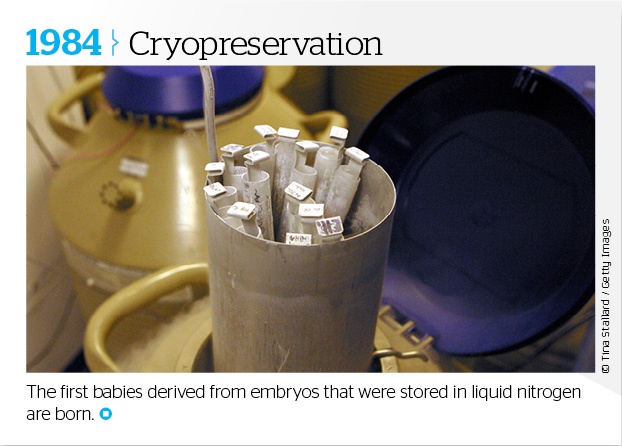 1984 Cryopreservation
© Tina Stallard / Getty Images
The first babies derived from embryos that were stored in liquid nitrogen
are born.